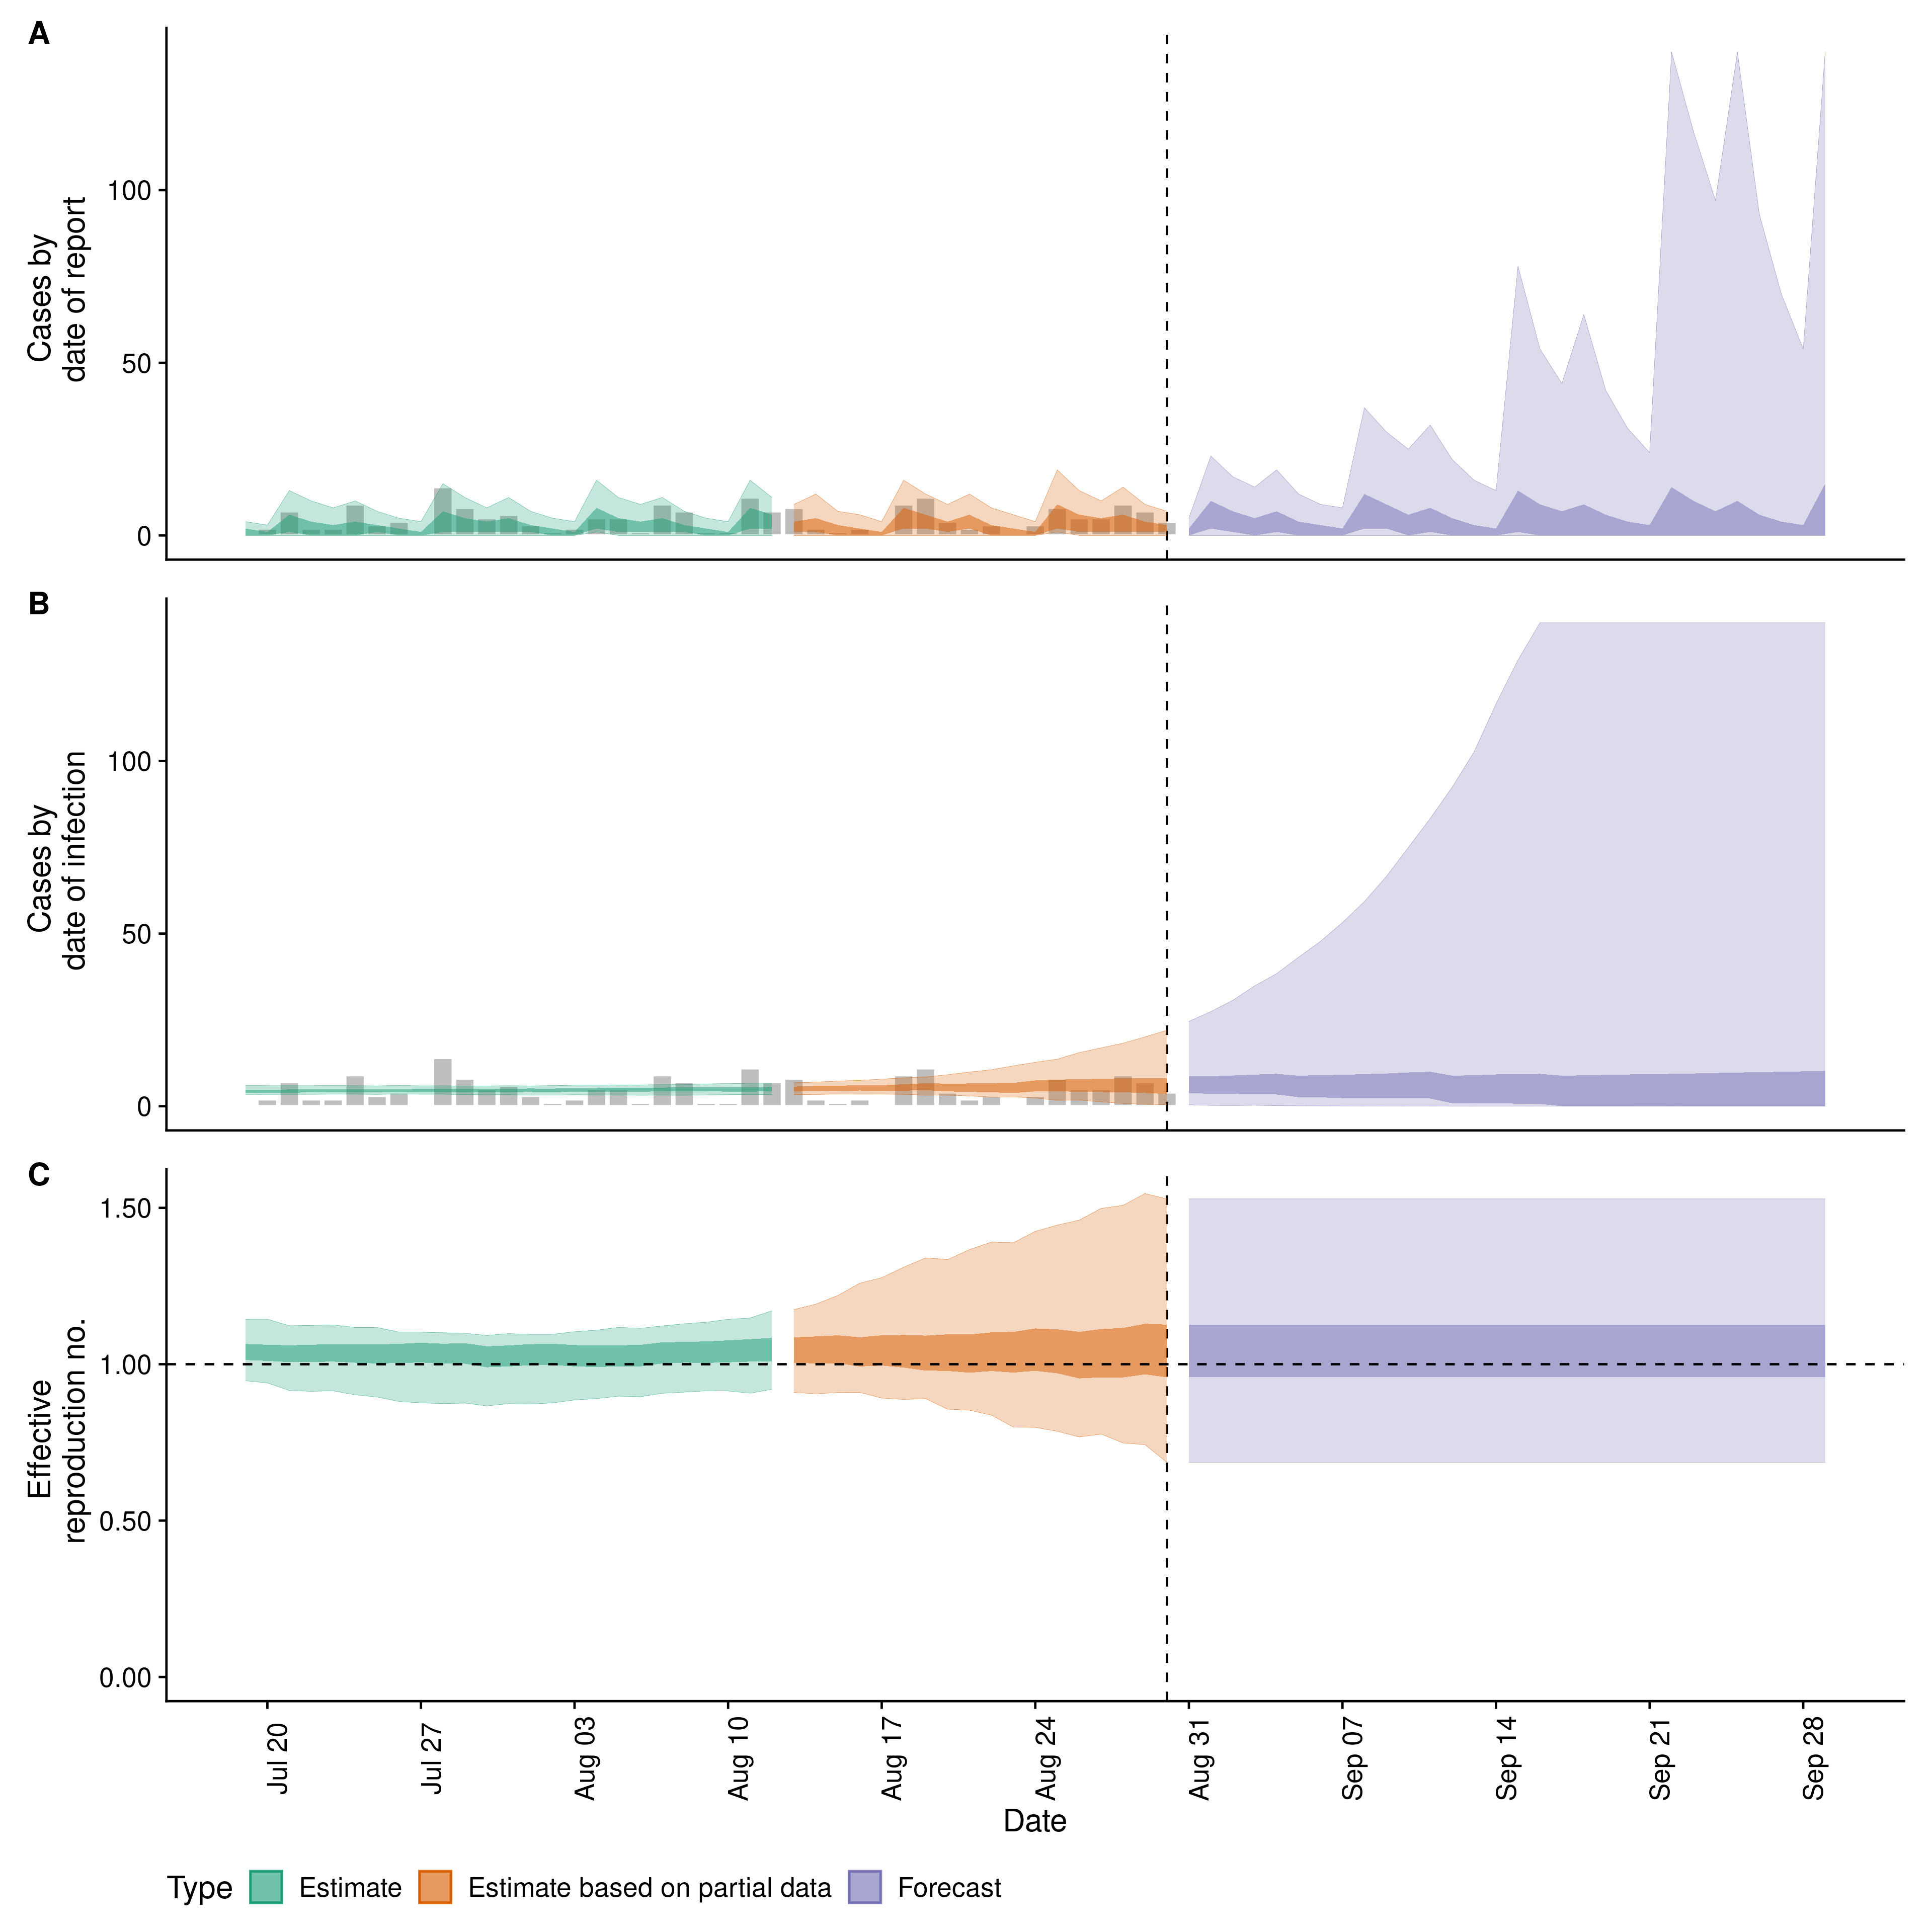 A
Cases by
date of report
100
50
0
B
Cases by
date of infection
100
50
0
C
Effective
reproduction no.
1.50
1.00
0.50
0.00
Jul 20
Jul 27
Aug 03
Aug 10
Aug 17
Aug 24
Aug 31
Sep 07
Sep 14
Sep 21
Sep 28
Date
Type Estimate Estimate based on partial data Forecast